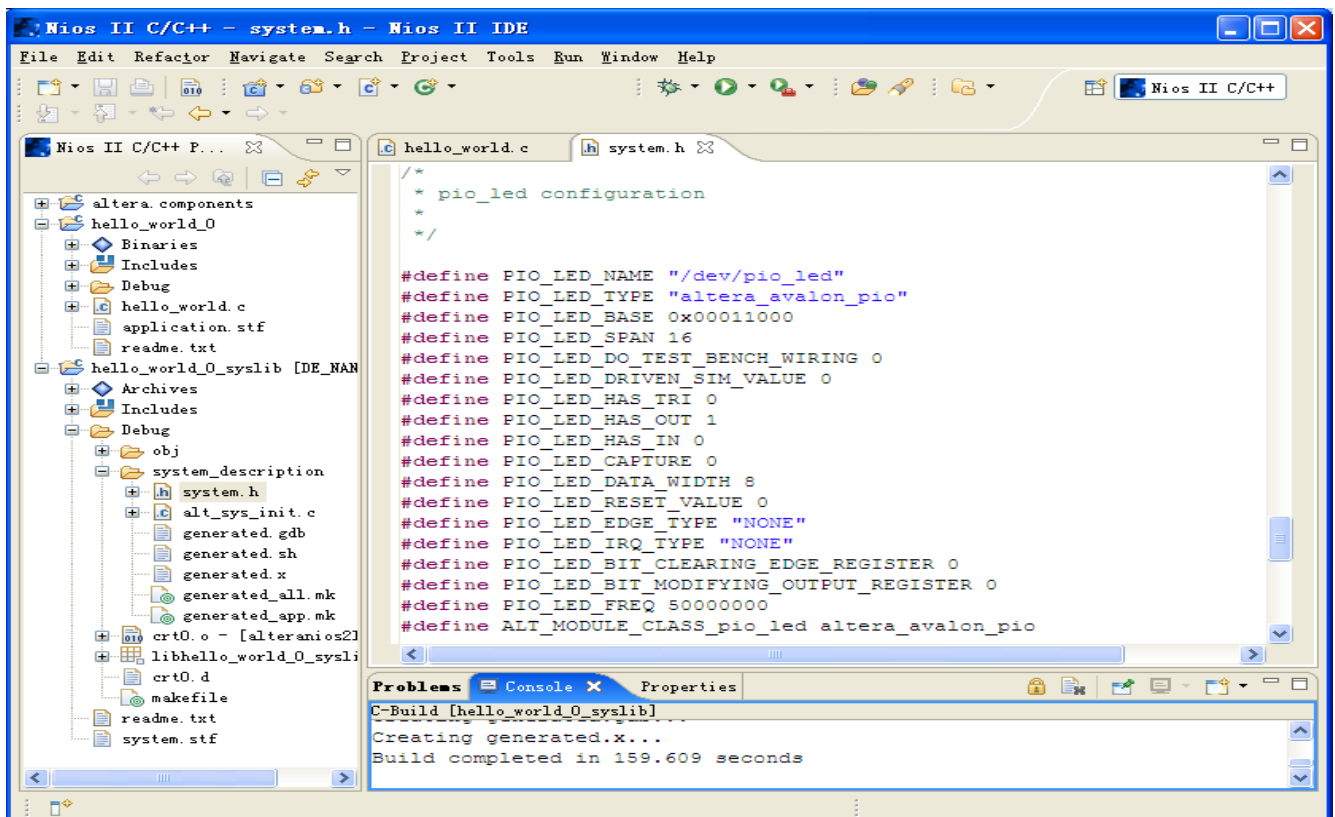 Nios II C/C++ - system.h - Nios II IDE
File Edit Refactor Navigate Search Project Tools Run Window Help
Nios II C/C++
Nios II C/C++ P...
altera.components
hello_world_0
Binaries
Includes
Debug
hello_world.c
application.stf
readme.txt
hello_world_0_syslib [DE_NAN
Archives
Includes
Debug
obj
system_description
system.h
alt_sys_init.c
generated.gdb
generated.sh
generated.x
generated_all.mk
generated_app.mk
crt0.o - [alteranios2]
libhello_world_0_sysli
crt0.d
makefile
readme.txt
system.stf
hello_world.c system.h
/*
* pio_led configuration
*
*/
#define PIO_LED_NAME "/dev/pio_led"
#define PIO_LED_TYPE "altera_avalon_pio"
#define PIO_LED_BASE 0x00011000
#define PIO_LED_SPAN 16
#define PIO_LED_DO_TEST_BENCH_WIRING 0
#define PIO_LED_DRIVEN_SIM_VALUE 0
#define PIO_LED_HAS_TRI 0
#define PIO_LED_HAS_OUT 1
#define PIO_LED_HAS_IN 0
#define PIO_LED_CAPTURE 0
#define PIO_LED_DATA_WIDTH 8
#define PIO_LED_RESET_VALUE 0
#define PIO_LED_EDGE_TYPE "NONE"
#define PIO_LED_IRQ_TYPE "NONE"
#define PIO_LED_BIT_CLEARING_EDGE_REGISTER 0
#define PIO_LED_BIT_MODIFYING_OUTPUT_REGISTER 0
#define PIO_LED_FREQ 50000000
#define ALT_MODULE_CLASS_pio_led altera_avalon_pio
Problems Console Properties
C-Build [hello_world_0_syslib]
Creating generated.x...
Build completed in 159.609 seconds